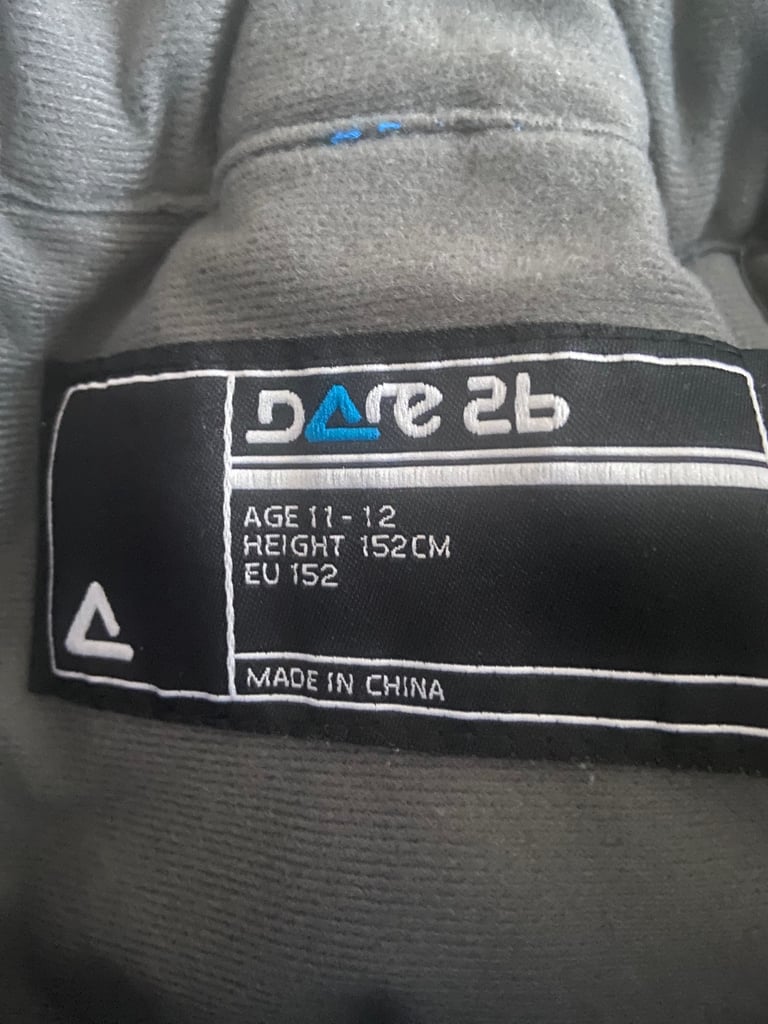 DARE 2b
AGE 11 - 12
HEIGHT 152CM
EU 152
MADE IN CHINA